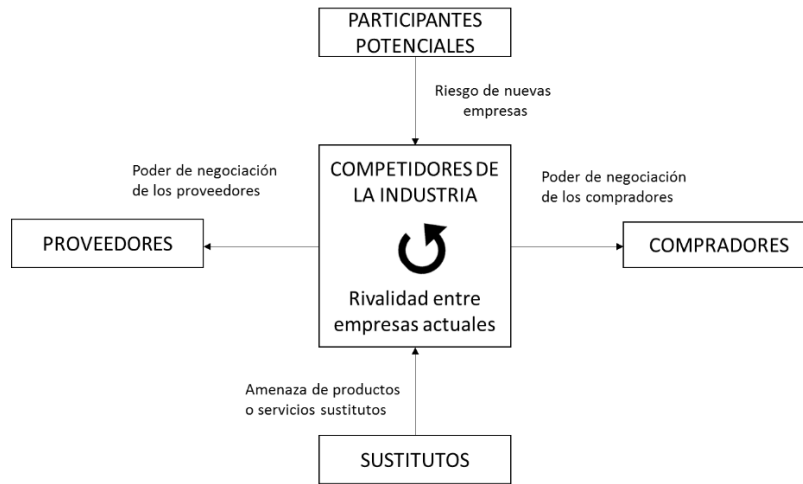 PARTICIPANTES
POTENCIALES
Riesgo de nuevas
empresas
Poder de negociación
de los proveedores
COMPETIDORES DE
LA INDUSTRIA
Poder de negociación
de los compradores
PROVEEDORES
COMPRADORES
Rivalidad entre
empresas actuales
Amenaza de productos
o servicios sustitutos
SUSTITUTOS